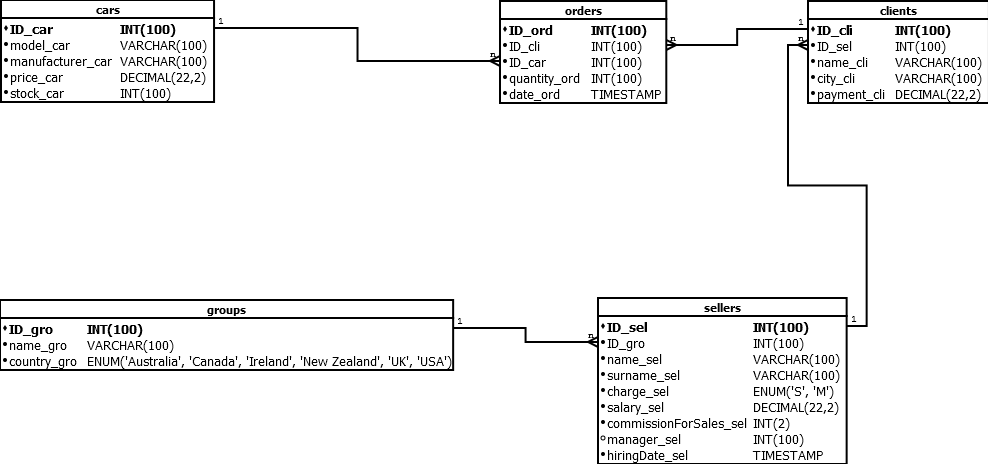 cars
ID_car INT(100)
model_car VARCHAR(100)
manufacturer_car VARCHAR(100)
price_car DECIMAL(22,2)
stock_car INT(100)
1
n
orders
ID_ord INT(100)
ID_cli INT(100)
ID_car INT(100)
quantity_ord INT(100)
date_ord TIMESTAMP
n
1
clients
ID_cli INT(100)
ID_sel INT(100)
name_cli VARCHAR(100)
city_cli VARCHAR(100)
payment_cli DECIMAL(22,2)
n
groups
ID_gro INT(100)
name_gro VARCHAR(100)
country_gro ENUM('Australia', 'Canada', 'Ireland', 'New Zealand', 'UK', 'USA')
1
n
sellers
ID_sel INT(100)
ID_gro INT(100)
name_sel VARCHAR(100)
surname_sel VARCHAR(100)
charge_sel ENUM('S', 'M')
salary_sel DECIMAL(22,2)
commissionForSales_sel INT(2)
manager_sel INT(100)
hiringDate_sel TIMESTAMP
1